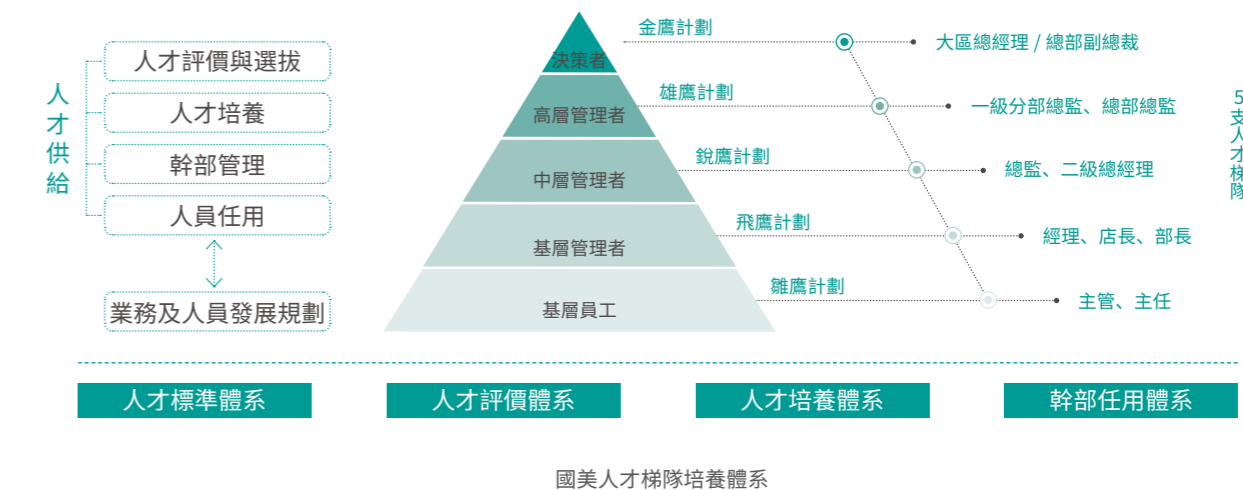 人才供給
人才評價與選拔
人才培養
幹部管理
人員任用
業務及人員發展規劃
決策者
高層管理者
中層管理者
基層管理者
基層員工
金鷹計劃
大區總經理 / 總部副總裁
雄鷹計劃
一級分部總監、總部總監
銳鷹計劃
總監、二級總經理
飛鷹計劃
經理、店長、部長
雛鷹計劃
主管、主任
5支人才梯隊
人才標準體系
人才評價體系
人才培養體系
幹部任用體系
國美人才梯隊培養體系